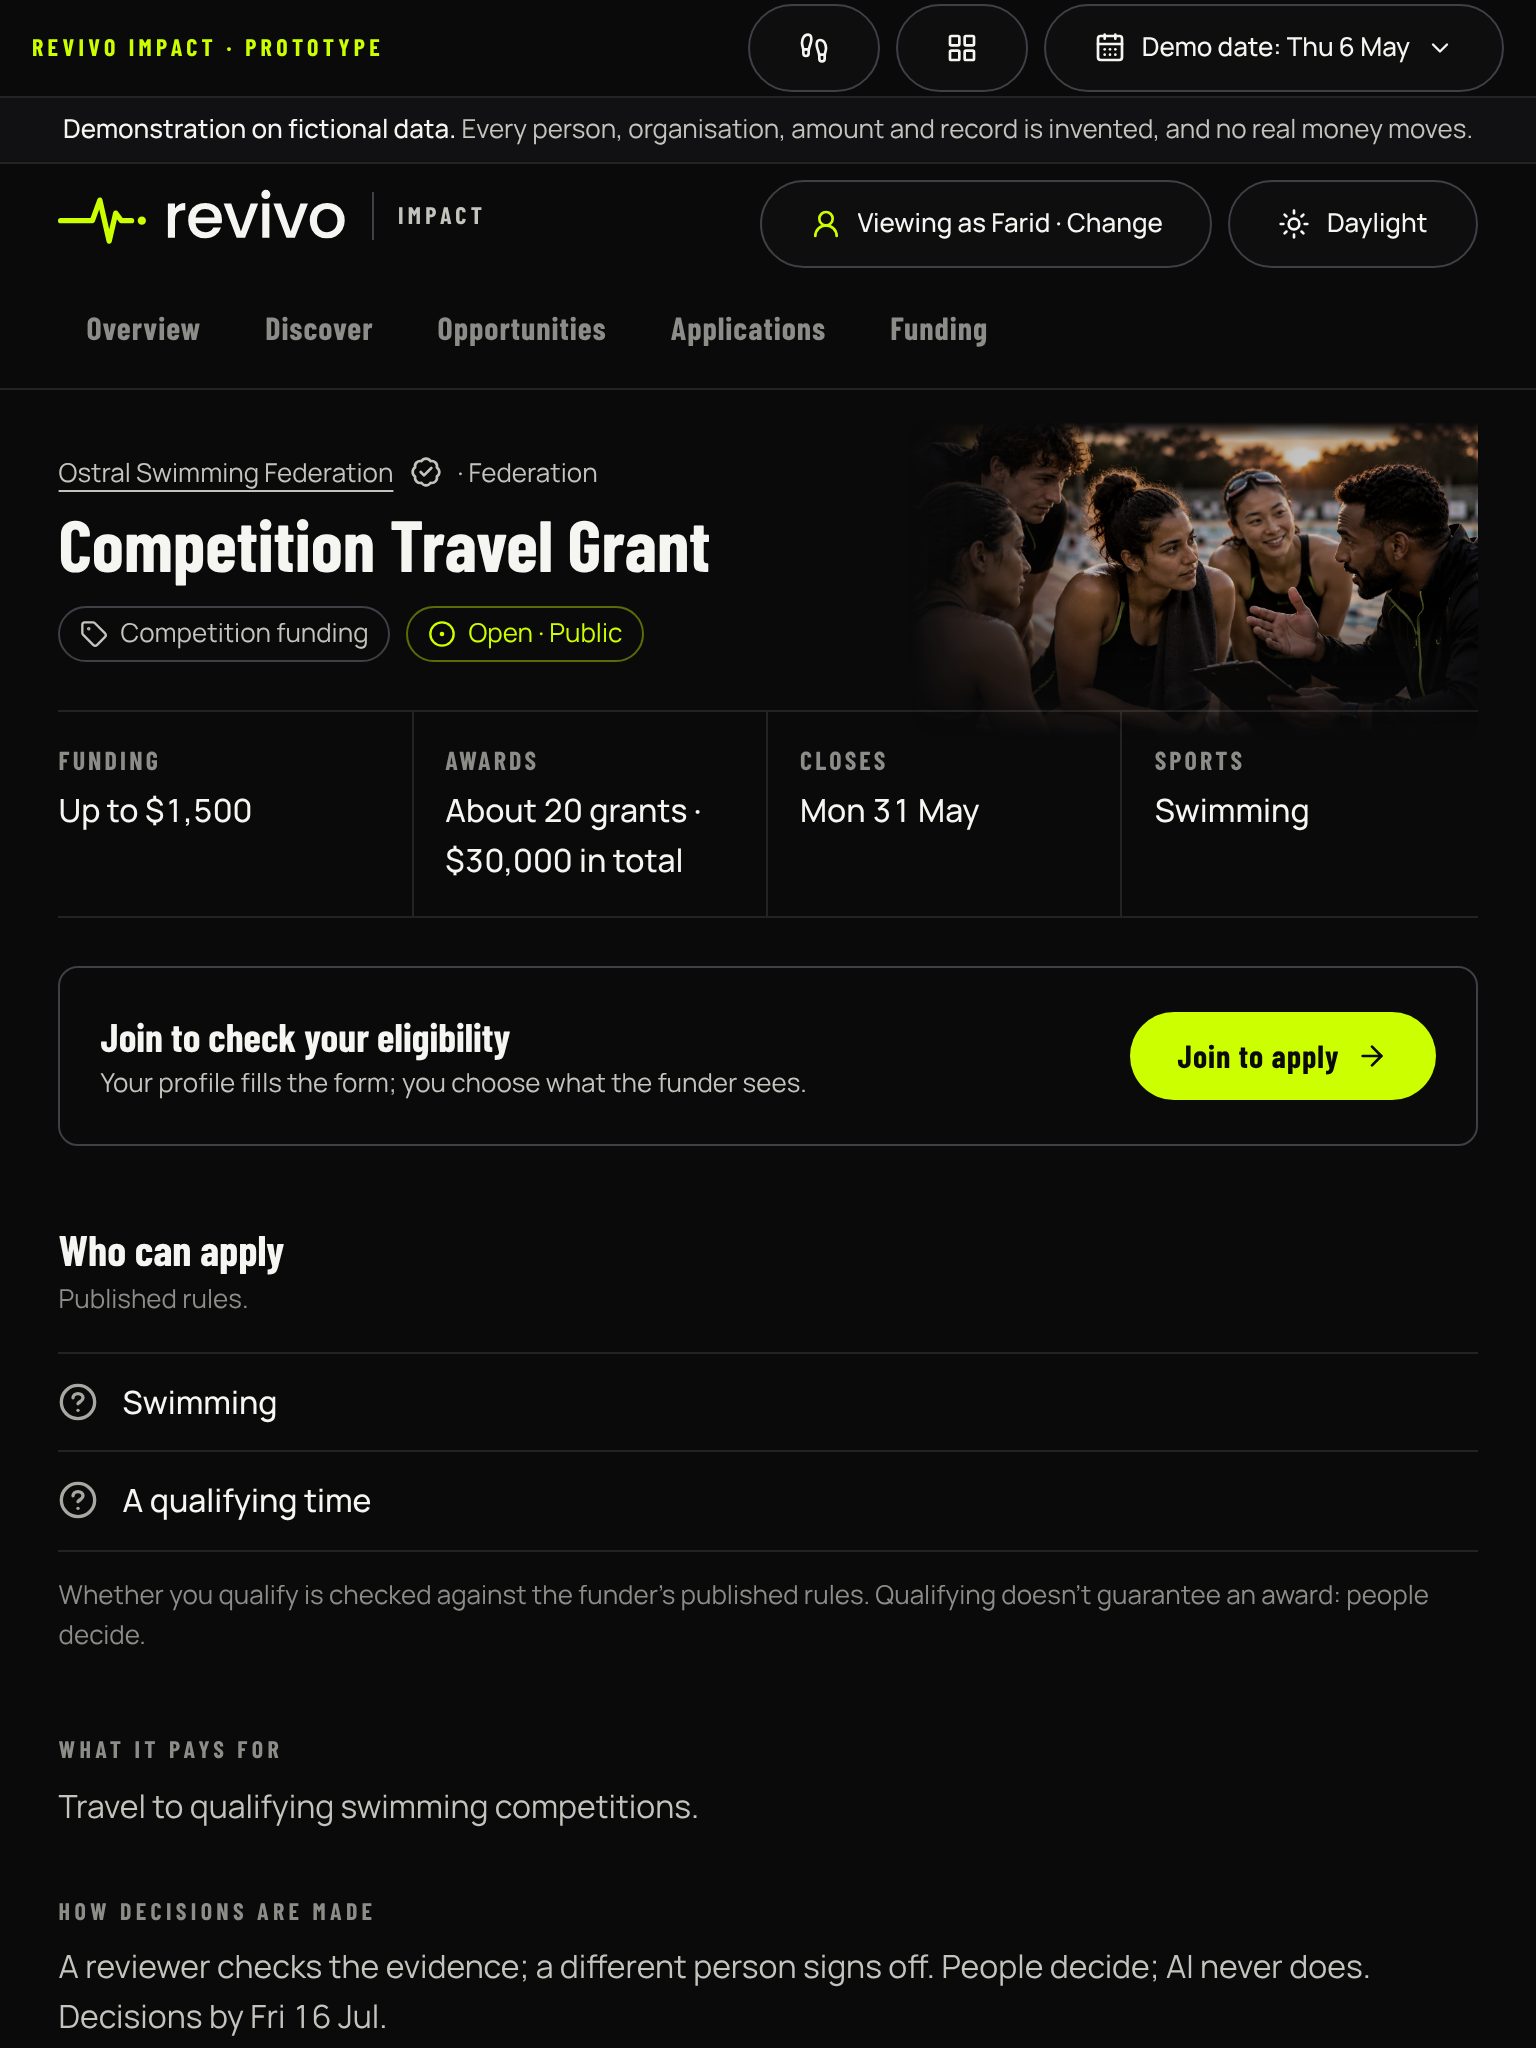 REVIVO IMPACT · PROTOTYPE
Demo date: Thu 6 May
Demonstration on fictional data. Every person, organisation, amount and record is invented, and no real money moves.
revivo
IMPACT
Viewing as Farid · Change
Daylight
Overview
Discover
Opportunities
Applications
Funding
Ostral Swimming Federation · Federation
Competition Travel Grant
Competition funding
Open · Public
FUNDING
Up to $1,500
AWARDS
About 20 grants ·
$30,000 in total
CLOSES
Mon 31 May
SPORTS
Swimming
Join to check your eligibility
Your profile fills the form; you choose what the funder sees.
Join to apply
Who can apply
Published rules.
Swimming
A qualifying time
Whether you qualify is checked against the funder’s published rules. Qualifying doesn’t guarantee an award: people
decide.
WHAT IT PAYS FOR
Travel to qualifying swimming competitions.
HOW DECISIONS ARE MADE
A reviewer checks the evidence; a different person signs off. People decide; AI never does.
Decisions by Fri 16 Jul.